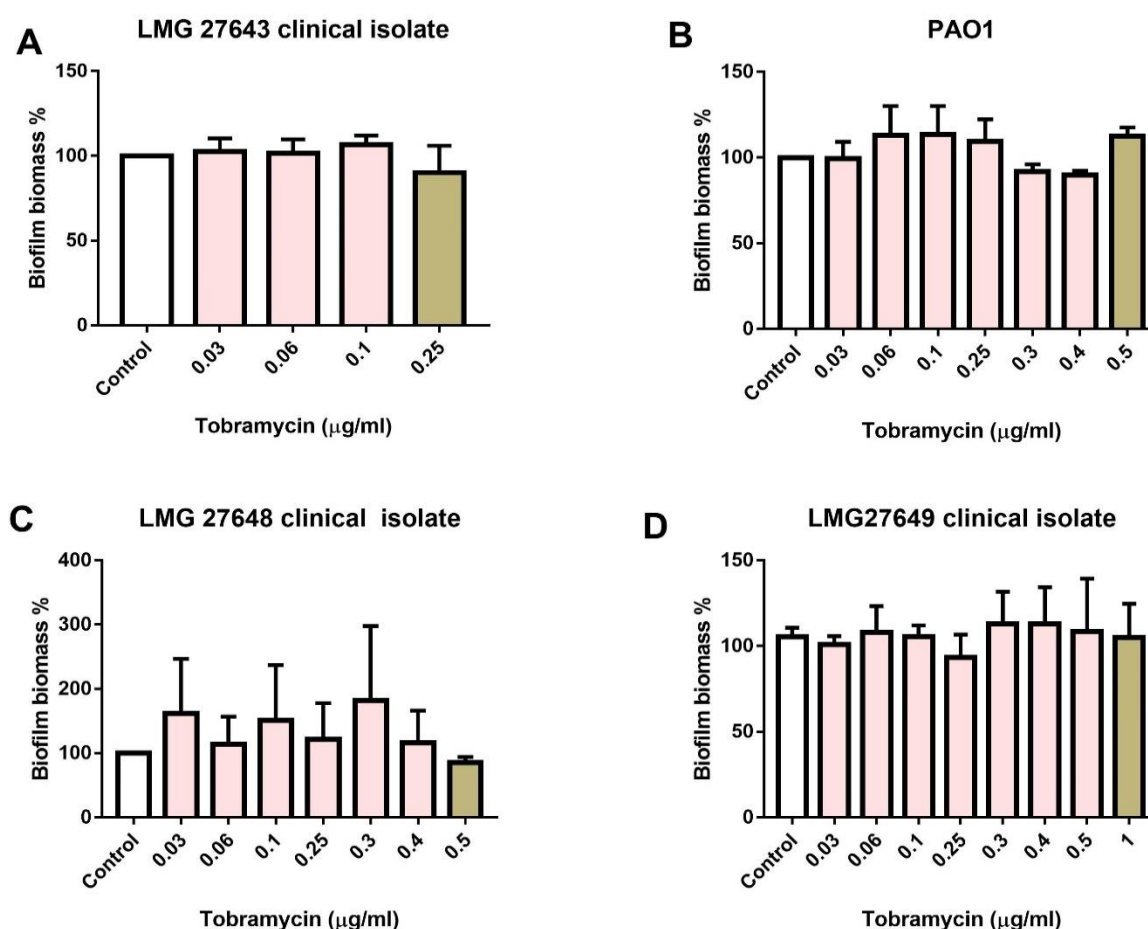 A
LMG 27643 clinical isolate
150
100
50
0
Biofilm biomass %
Control
0.03
0.06
0.1
0.25
Tobramycin (μg/ml)
B
PAO1
150
100
50
0
Biofilm biomass %
Control
0.03
0.06
0.1
0.25
0.3
0.4
0.5
Tobramycin (μg/ml)
C
LMG 27648 clinical  isolate
400
300
200
100
0
Biofilm biomass %
Control
0.03
0.06
0.1
0.25
0.3
0.4
0.5
Tobramycin (μg/ml)
D
LMG27649 clinical isolate
150
100
50
0
Biofilm biomass %
Control
0.03
0.06
0.1
0.25
0.3
0.4
0.5
1
Tobramycin (μg/ml)